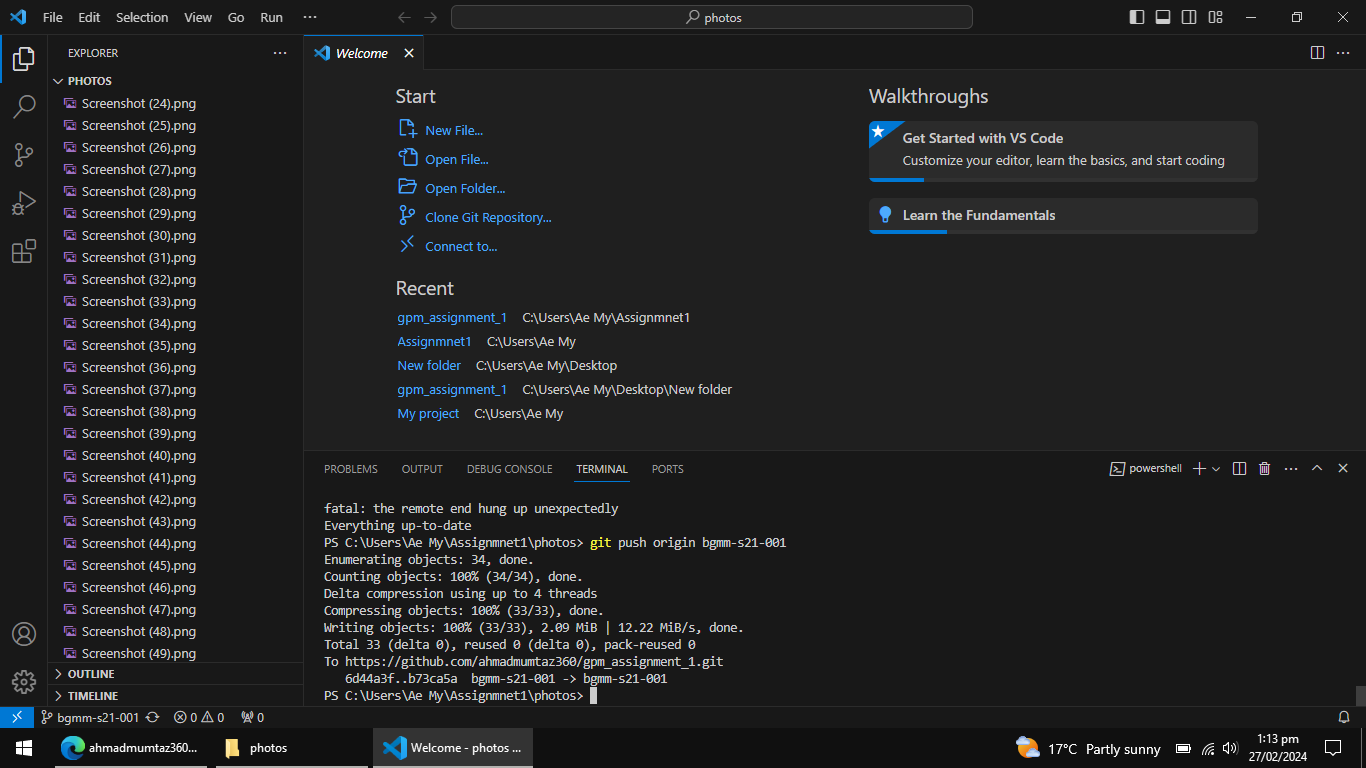 File Edit Selection View Go Run ···
photos
EXPLORER ···
PHOTOS
Screenshot (24).png
Screenshot (25).png
Screenshot (26).png
Screenshot (27).png
Screenshot (28).png
Screenshot (29).png
Screenshot (30).png
Screenshot (31).png
Screenshot (32).png
Screenshot (33).png
Screenshot (34).png
Screenshot (35).png
Screenshot (36).png
Screenshot (37).png
Screenshot (38).png
Screenshot (39).png
Screenshot (40).png
Screenshot (41).png
Screenshot (42).png
Screenshot (43).png
Screenshot (44).png
Screenshot (45).png
Screenshot (46).png
Screenshot (47).png
Screenshot (48).png
Screenshot (49).png
OUTLINE
TIMELINE
Welcome
Start
New File...
Open File...
Open Folder...
Clone Git Repository...
Connect to...
Recent
gpm_assignment_1 C:\Users\Ae My\Assignmnet1
Assignmnet1 C:\Users\Ae My
New folder C:\Users\Ae My\Desktop
gpm_assignment_1 C:\Users\Ae My\Desktop\New folder
My project C:\Users\Ae My
Walkthroughs
Get Started with VS Code
Customize your editor, learn the basics, and start coding
Learn the Fundamentals
PROBLEMS OUTPUT DEBUG CONSOLE TERMINAL PORTS
powershell
fatal: the remote end hung up unexpectedly
Everything up-to-date
PS C:\Users\Ae My\Assignmnet1\photos> git push origin bgmm-s21-001
Enumerating objects: 34, done.
Counting objects: 100% (34/34), done.
Delta compression using up to 4 threads
Compressing objects: 100% (33/33), done.
Writing objects: 100% (33/33), 2.09 MiB | 12.22 MiB/s, done.
Total 33 (delta 0), reused 0 (delta 0), pack-reused 0
To https://github.com/ahmadmumtaz360/gpm_assignment_1.git
   6d44a3f..b73ca5a  bgmm-s21-001 -> bgmm-s21-001
PS C:\Users\Ae My\Assignmnet1\photos>
bgmm-s21-001 0 0 0
ahmadmumtaz360... photos Welcome - photos ...
17°C Partly sunny
1:13 pm
27/02/2024